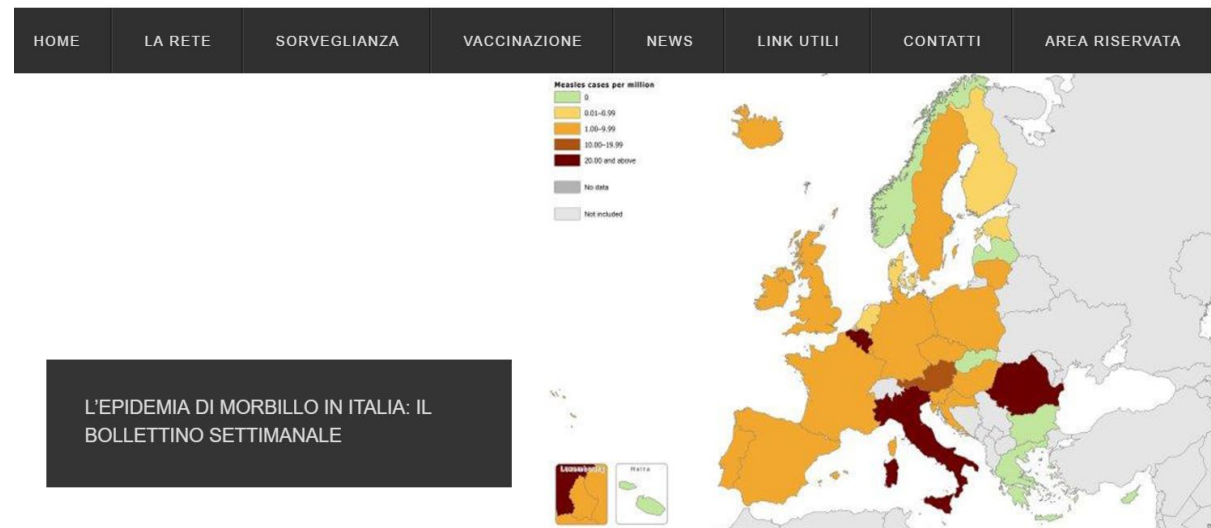 HOME LA RETE SORVEGLIANZA VACCINAZIONE NEWS LINK UTILI CONTATTI AREA RISERVATA
Measles cases per million
0
0.01–0.99
1.00–9.99
10.00–19.99
20.00 and above
No data
Not included
L'EPIDEMIA DI MORBILLO IN ITALIA: IL
BOLLETTINO SETTIMANALE
Luxembourg
Malta